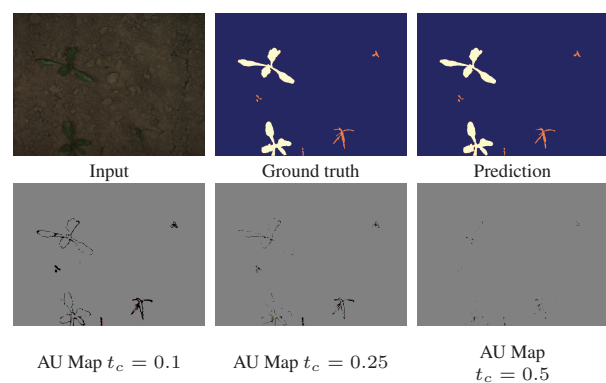 Input
Ground truth
Prediction
AU Map t_c = 0.1
AU Map t_c = 0.25
AU Map
t_c = 0.5